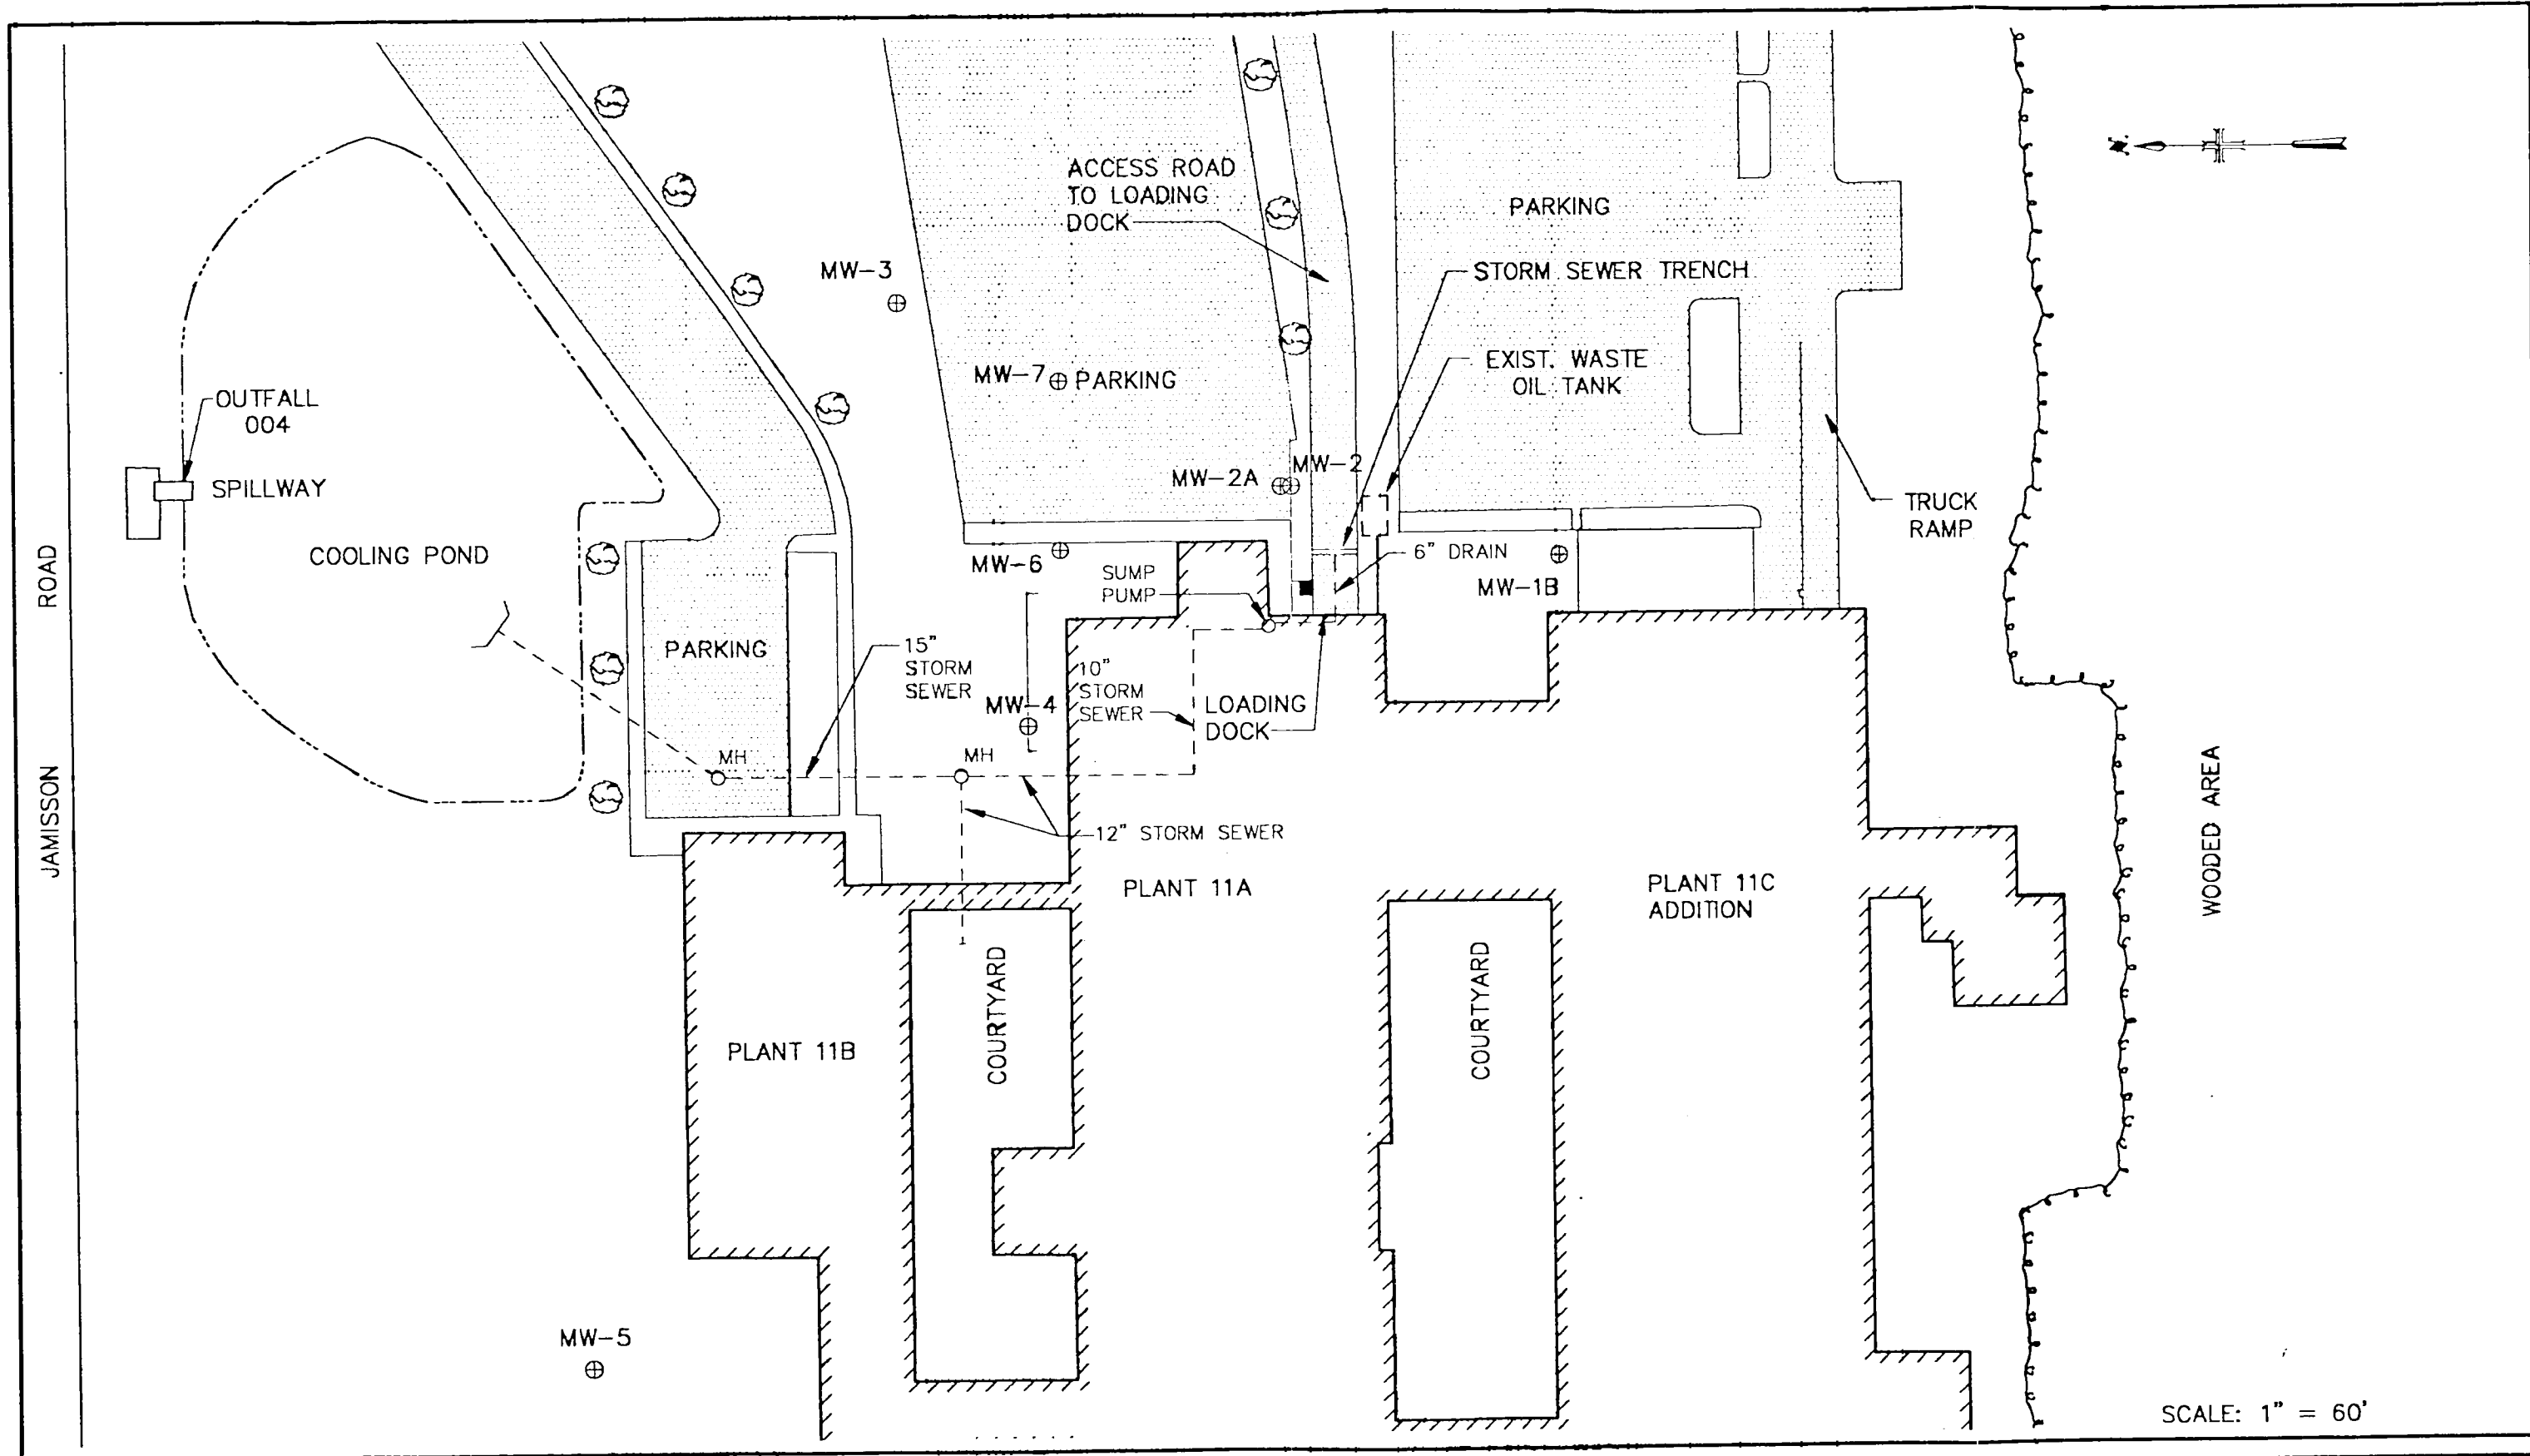 ACCESS ROAD
TO LOADING
DOCK
PARKING
MW-3
STORM SEWER TRENCH
EXIST. WASTE
OIL TANK
MW-7
PARKING
OUTFALL
004
SPILLWAY
MW-2
MW-2A
TRUCK
RAMP
COOLING POND
MW-6
SUMP
PUMP
6" DRAIN
MW-1B
JAMISSON ROAD
PARKING
15"
STORM
SEWER
10"
STORM
SEWER
MW-4
LOADING
DOCK
MH
MH
12" STORM SEWER
WOODED AREA
PLANT 11A
PLANT 11C
ADDITION
COURTYARD
COURTYARD
PLANT 11B
MW-5
SCALE: 1" = 60'